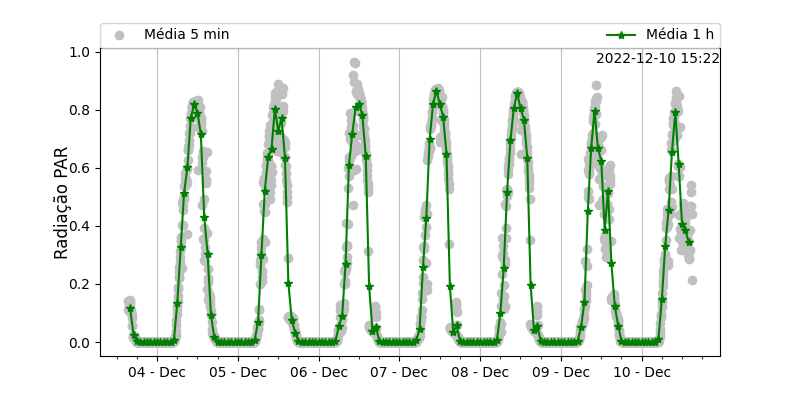 Média 5 min
Média 1 h
2022-12-10 15:22
Radiação PAR
1.0
0.8
0.6
0.4
0.2
0.0
04 - Dec
05 - Dec
06 - Dec
07 - Dec
08 - Dec
09 - Dec
10 - Dec